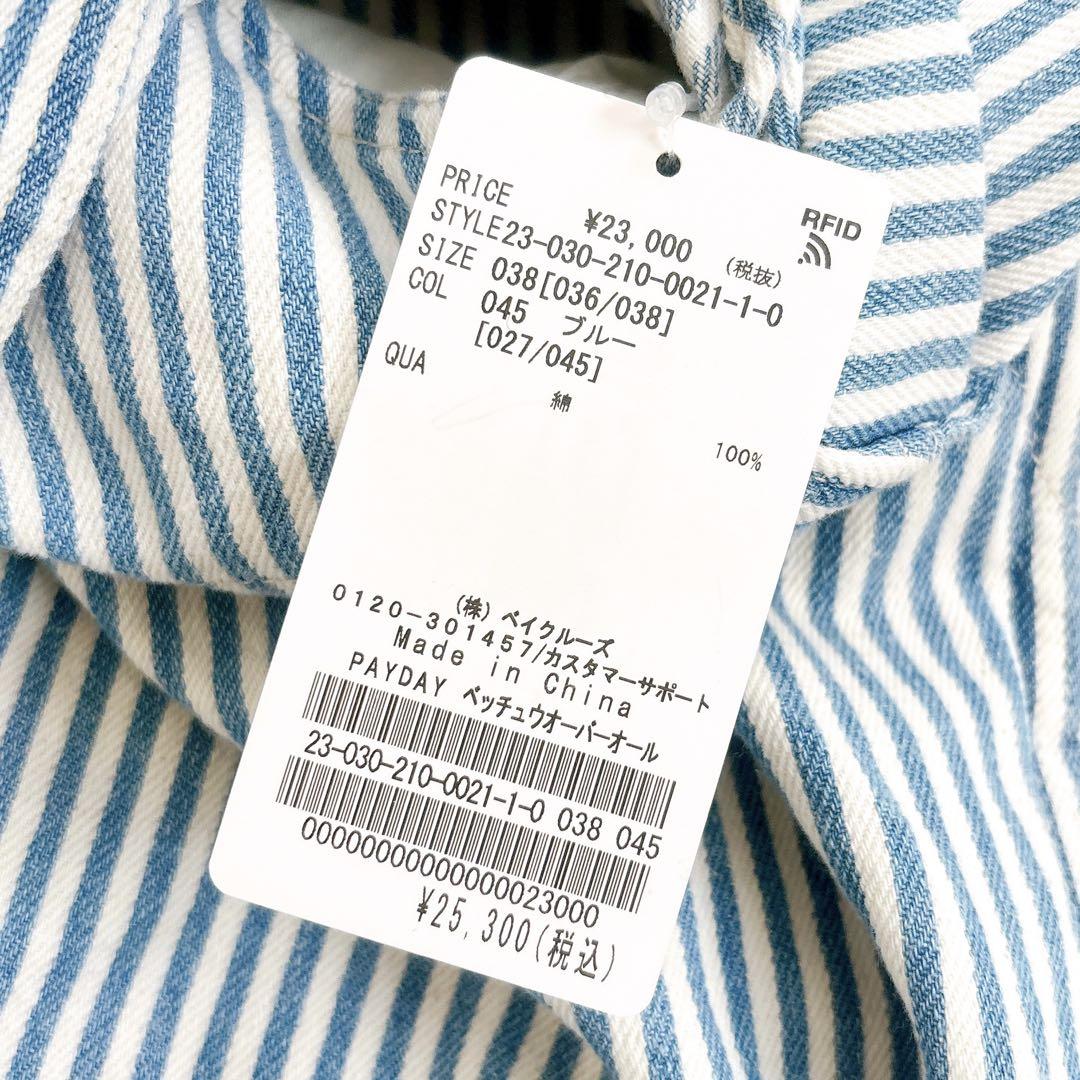 RFID
PRICE ¥23,000 (税抜)
STYLE23-030-210-0021-1-0
SIZE 038[036/038]
COL 045 ブルー
[027/045]
QUA
綿 100%
(株) ベイクルーズ
0120-301457/カスタマーサポート
Made in China
PAYDAY ベッチュウオーバーオール
23-030-210-0021-1-0 038 045
0000000000000023000
¥25,300(税込)